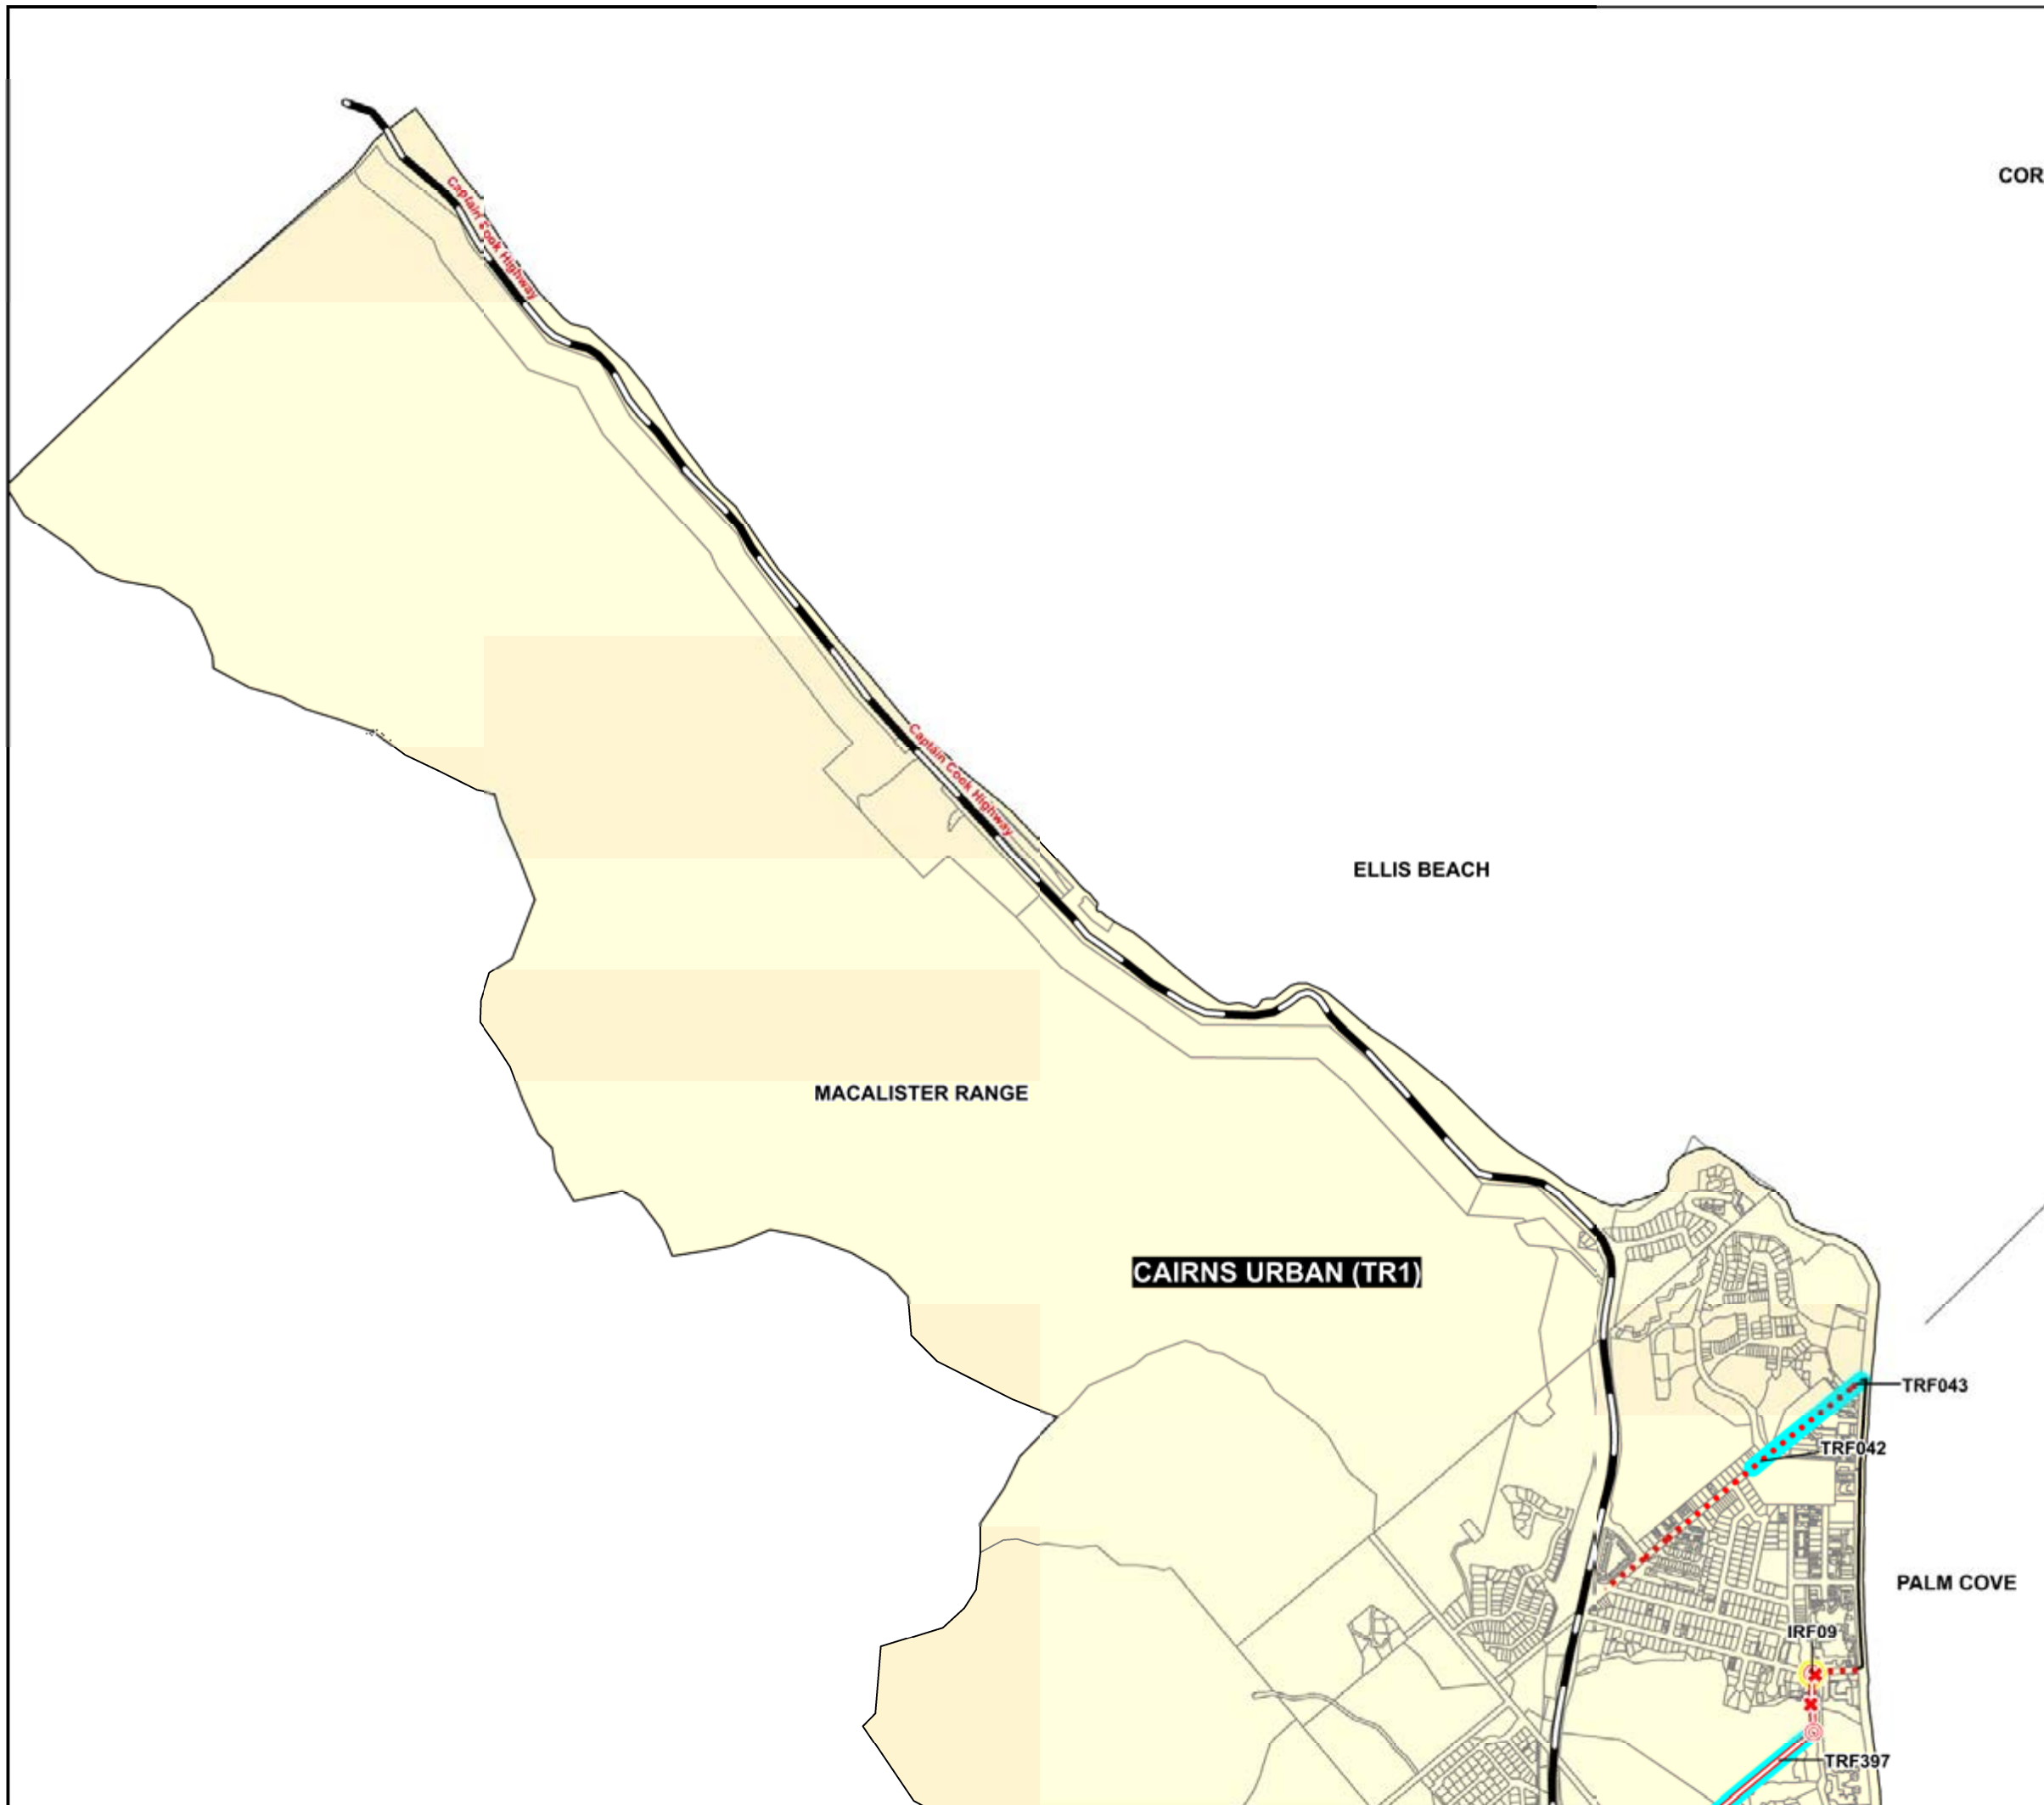 COR
Captain Cook Highway
Captain Cook Highway
ELLIS BEACH
MACALISTER RANGE
CAIRNS URBAN (TR1)
TRF043
TRF042
PALM COVE
IRF09
TRF397